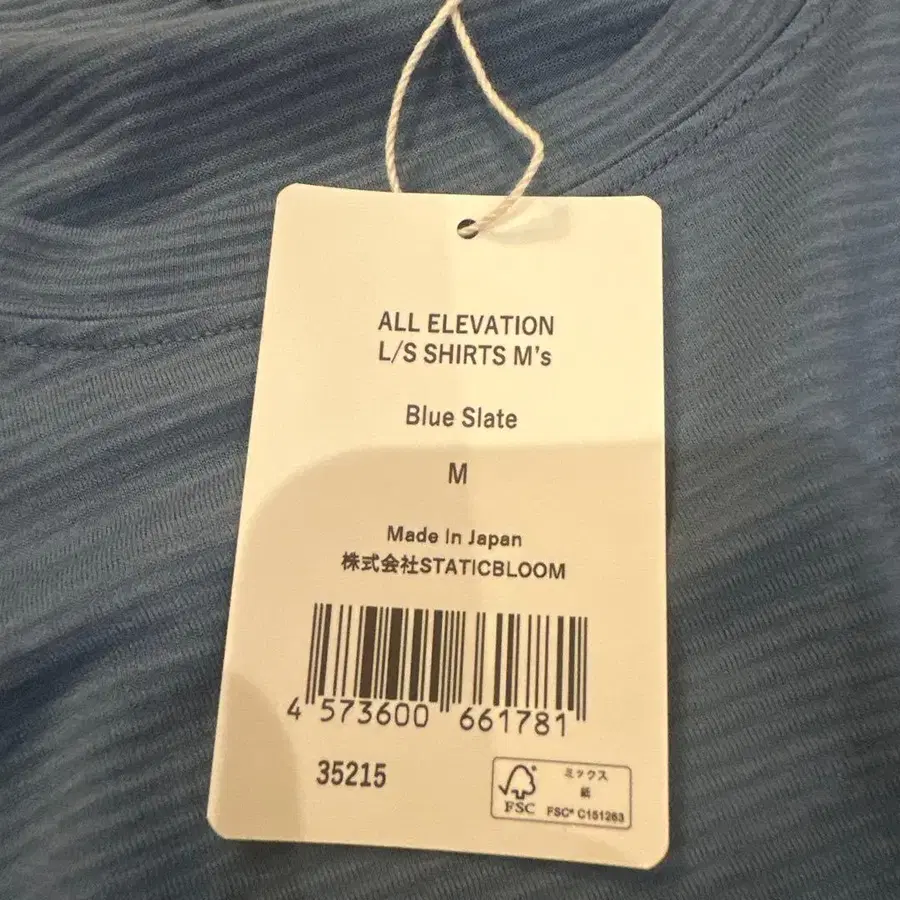 ALL ELEVATION
L/S SHIRTS M's
Blue Slate
M
Made In Japan
株式会社STATICBLOOM
4 573600 661781
35215
FSC
ミックス
紙
FSC® C151263